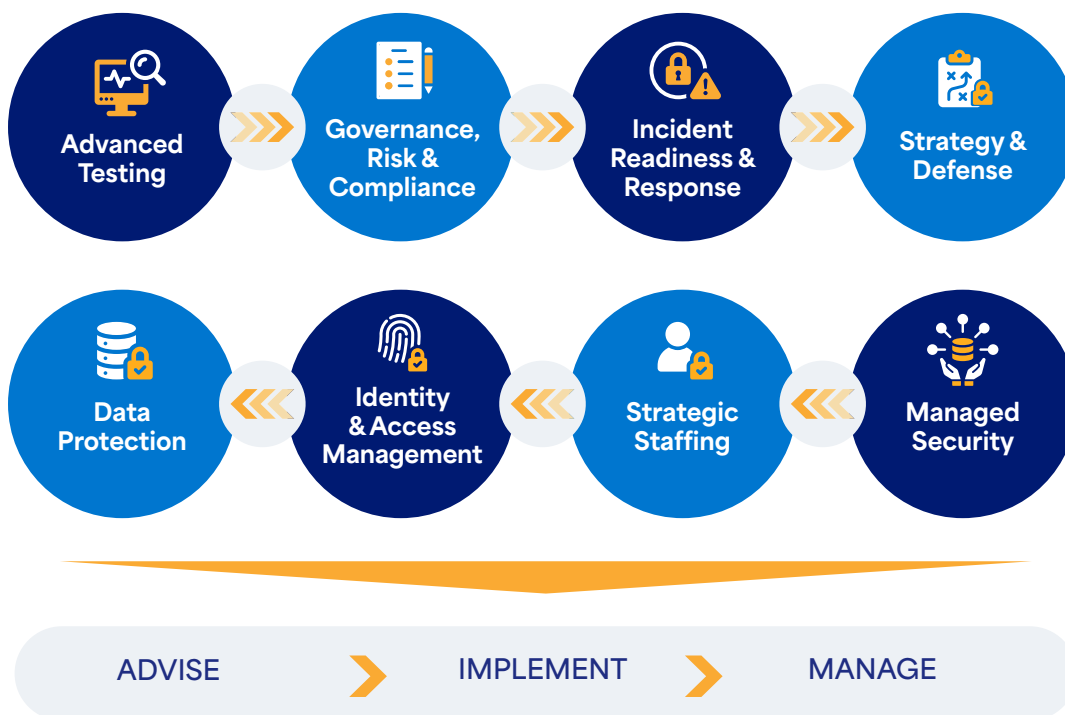 Advanced
Testing
Governance,
Risk &
Compliance
Incident
Readiness &
Response
Strategy &
Defense
Data
Protection
Identity
& Access
Management
Strategic
Staffing
Managed
Security
ADVISE
IMPLEMENT
MANAGE